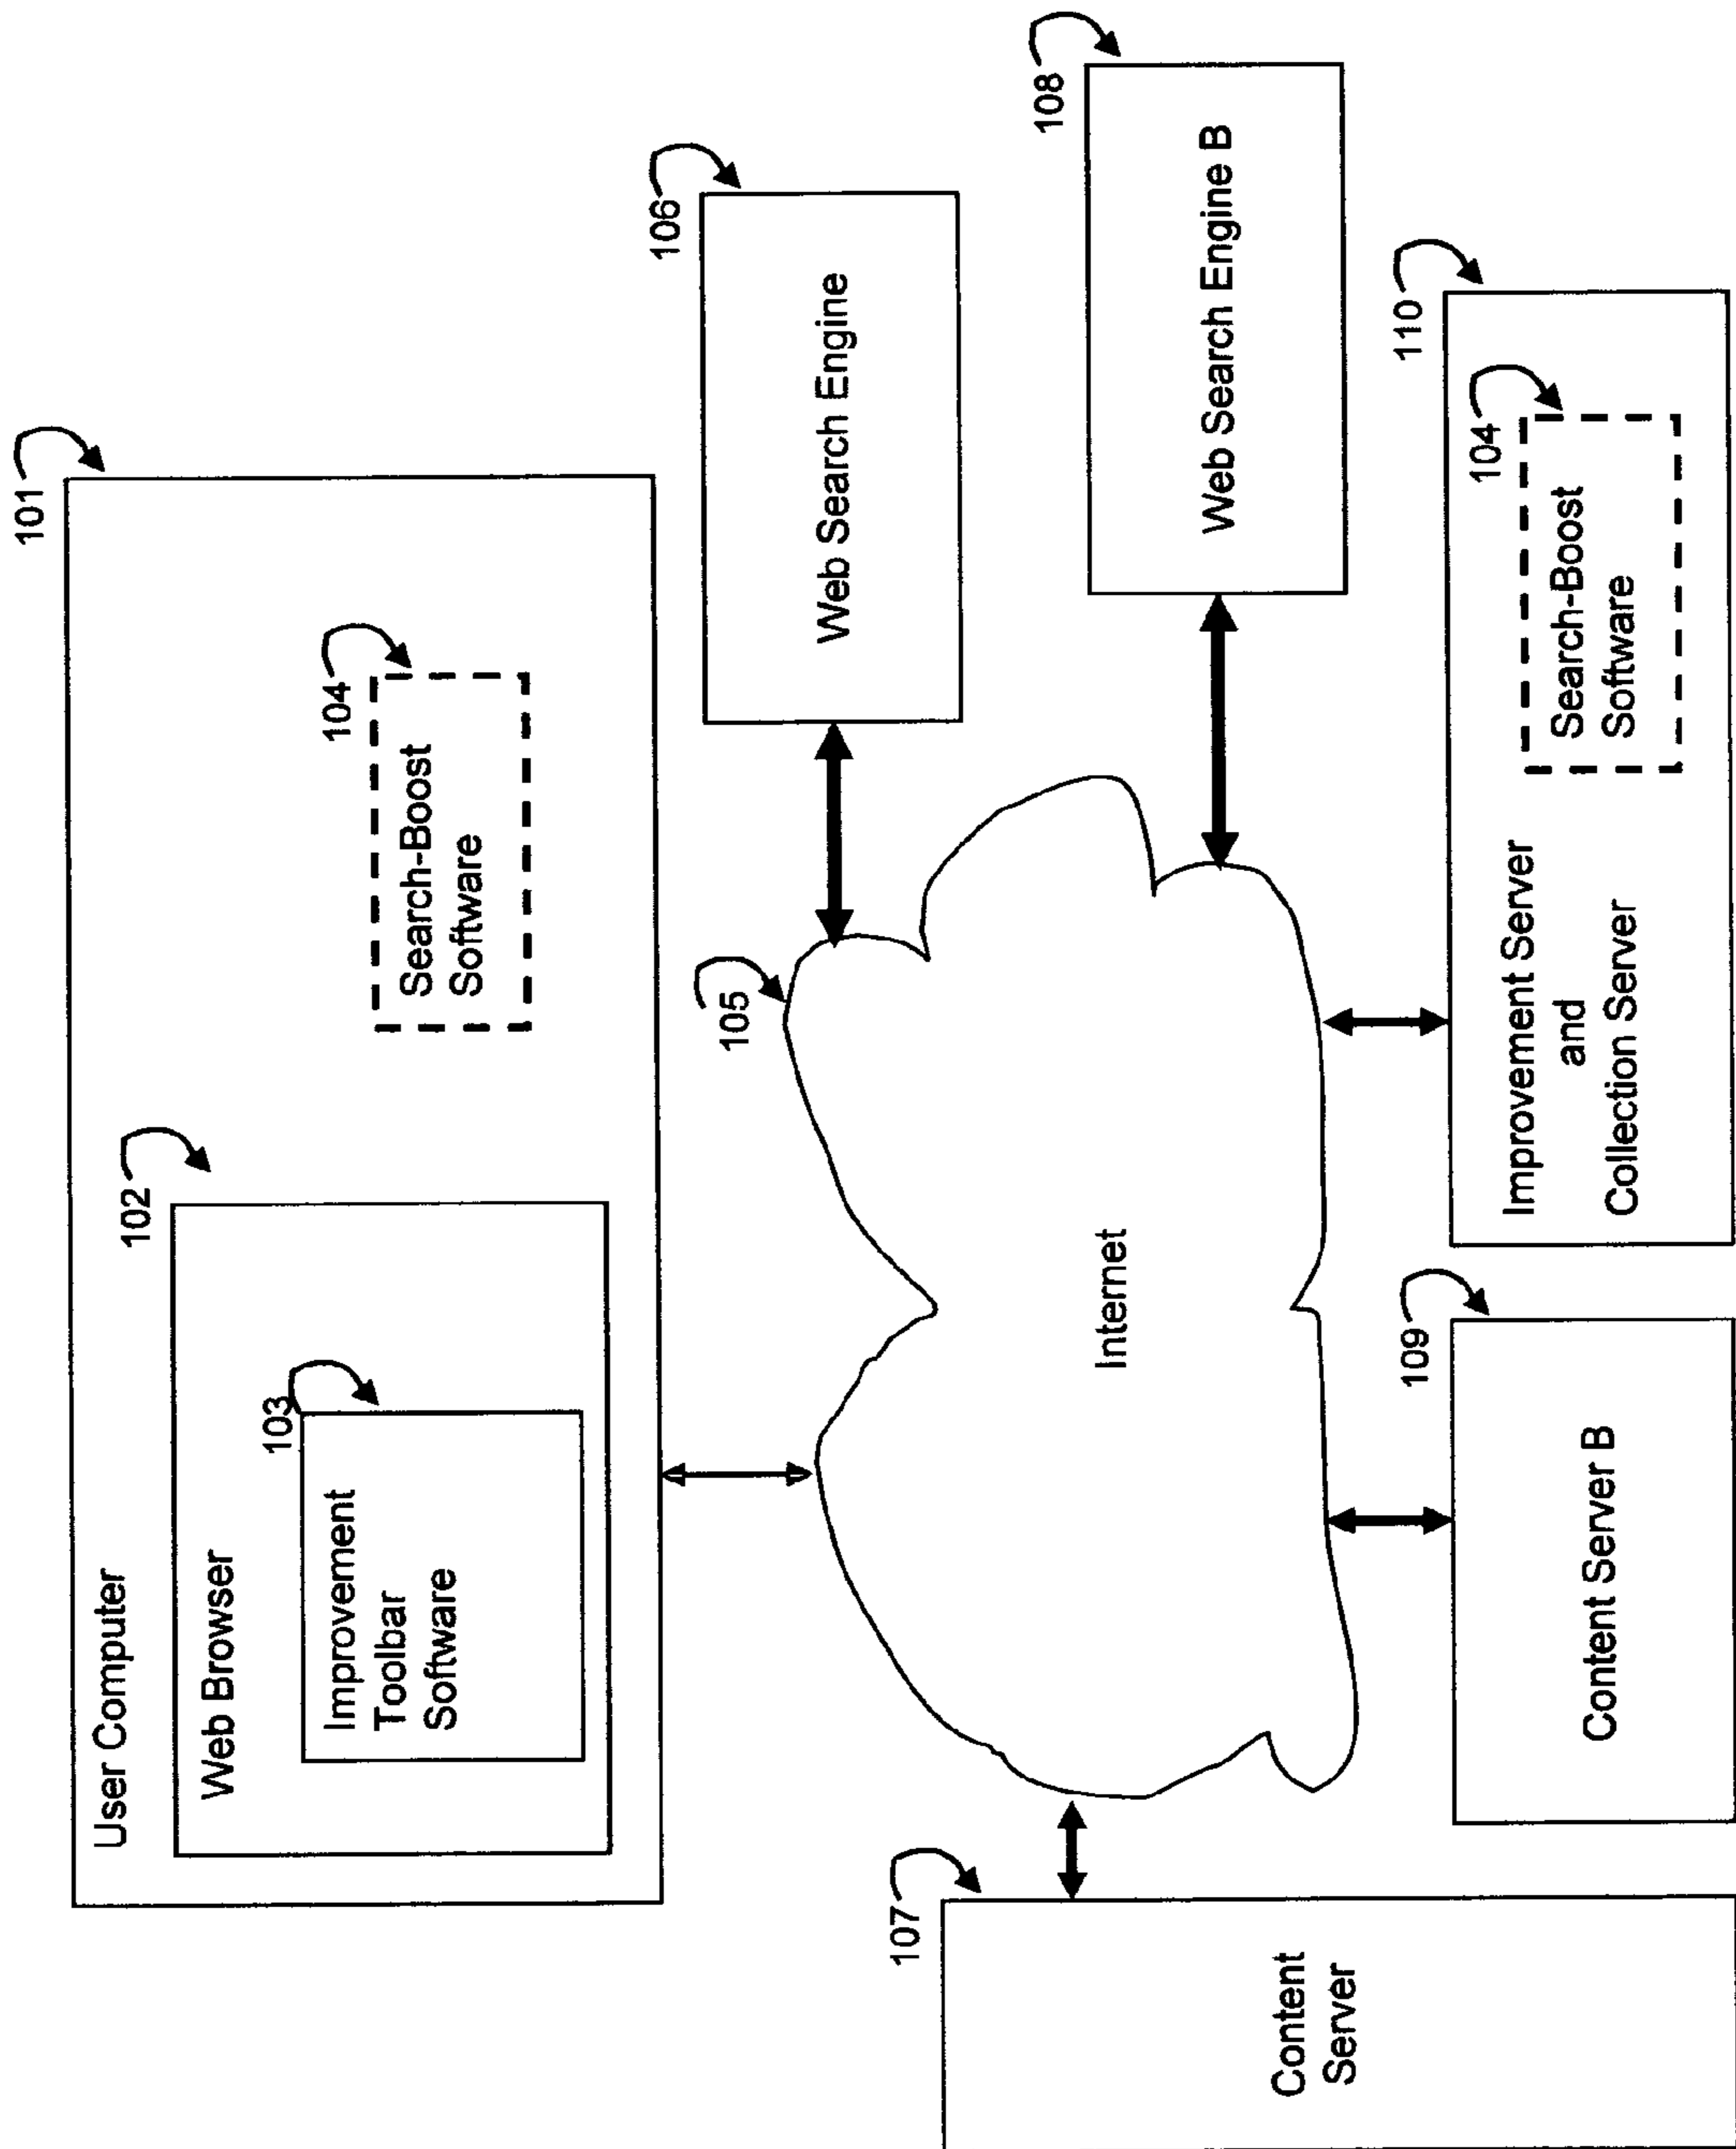 101
User Computer
102
Web Browser
103
Improvement
Toolbar
Software
104
Search-Boost
Software
105
Internet
106
Web Search Engine
108
Web Search Engine B
107
Content
Server
109
Content Server B
110
Improvement Server
and
Collection Server
104
Search-Boost
Software